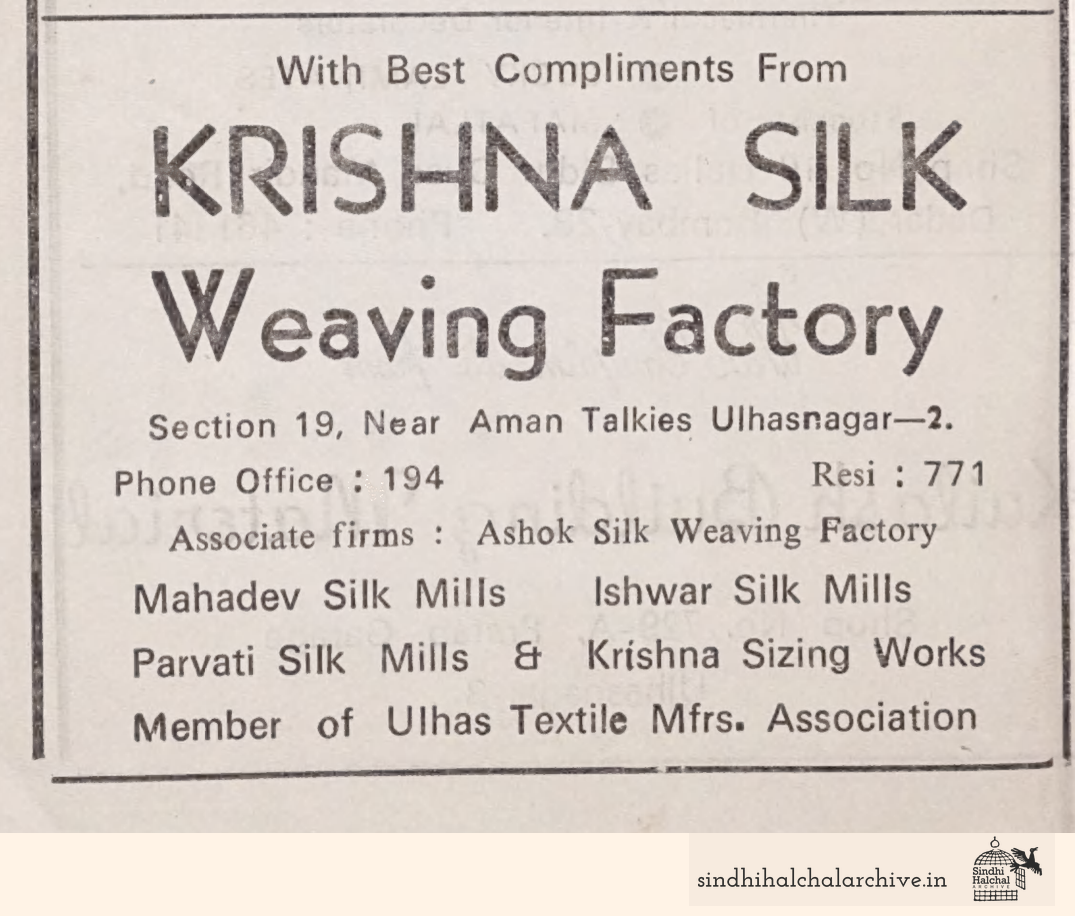 With Best Compliments From
KRISHNA SILK
Weaving Factory
Section 19, Near Aman Talkies Ulhasnagar—2.
Phone Office : 194 Resi : 771
Associate firms : Ashok Silk Weaving Factory
Mahadev Silk Mills Ishwar Silk Mills
Parvati Silk Mills & Krishna Sizing Works
Member of Ulhas Textile Mfrs. Association
sindhihalchalarchive.in
Sindhi
Halchal
ARCHIVE